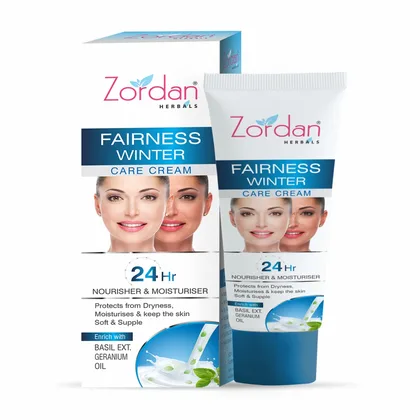 Zordan®
HERBALS
FAIRNESS
WINTER
CARE CREAM
24 Hr
NOURISHER & MOISTURISER
Protects from Dryness,
Moisturises & keep the skin
Soft & Supple
Enrich with
BASIL EXT.
GERANIUM
OIL
Zordan®
HERBALS
FAIRNESS
WINTER
CARE CREAM
24 Hr
NOURISHER & MOISTURISER
Protects from Dryness,
Moisturises & keep the skin
Soft & Supple
Enrich with
BASIL EXT.
GERANIUM
OIL